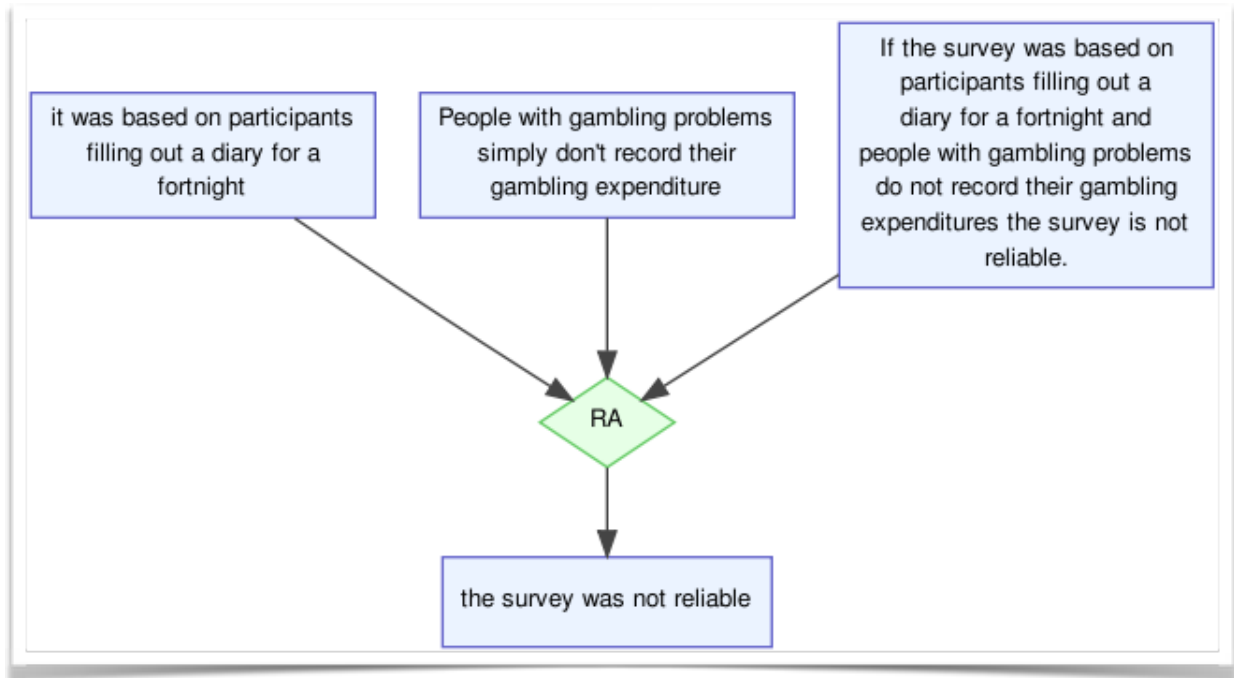 it was based on participants
filling out a diary for a
fortnight
People with gambling problems
simply don't record their
gambling expenditure
If the survey was based on
participants filling out a
diary for a fortnight and
people with gambling problems
do not record their gambling
expenditures the survey is not
reliable.
RA
the survey was not reliable